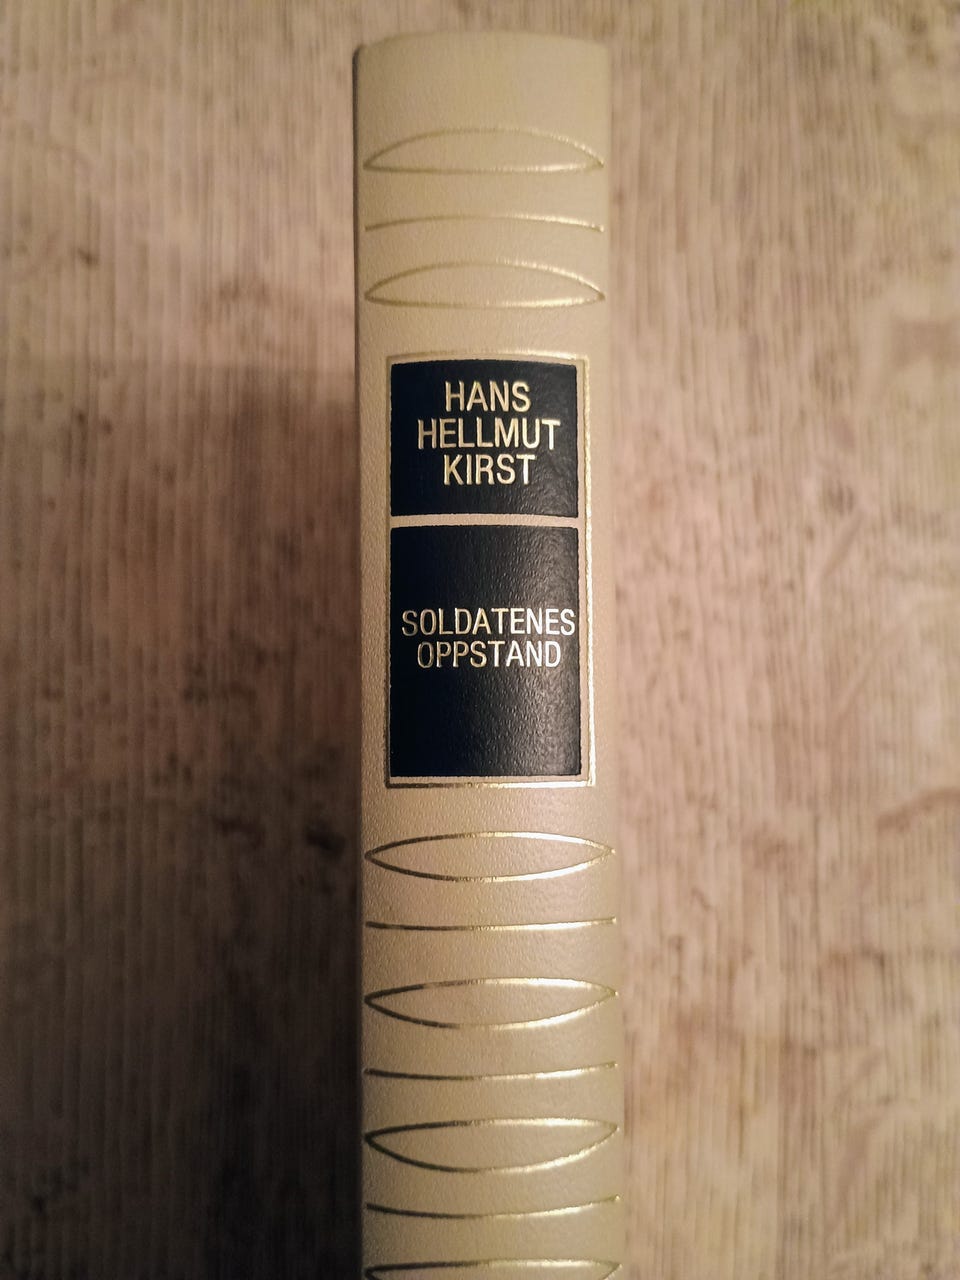 HANS
HELLMUT
KIRST
SOLDATENES
OPPSTAND